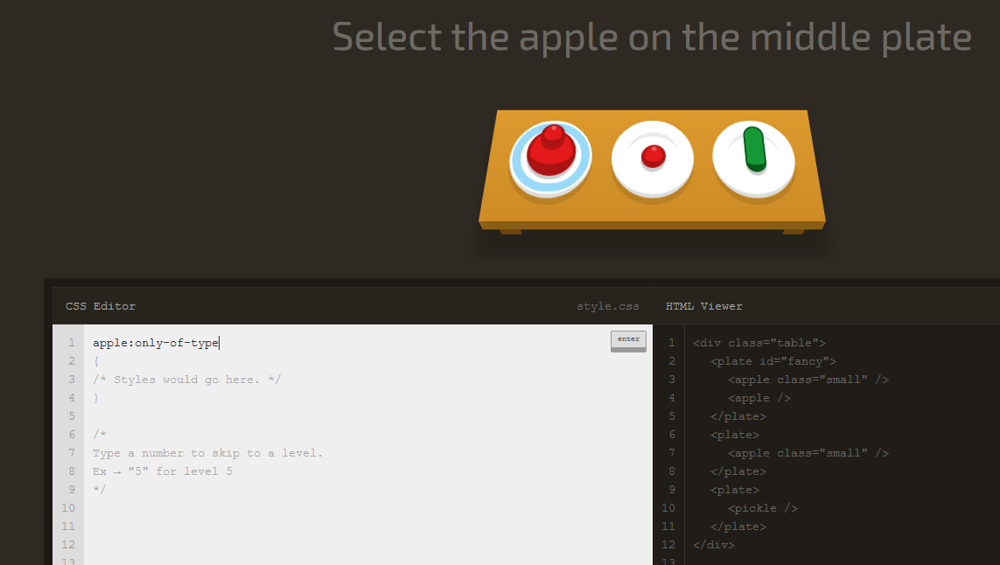 Select the apple on the middle plate
CSS Editor
style.css
HTML Viewer
1
apple:only-of-type
enter
2
{
3
/* Styles would go here. */
4
}
5
6
/*
7
Type a number to skip to a level.
8
Ex → "5" for level 5
9
*/
10
11
12
13
1 <div class="table">
2 <plate id="fancy">
3 <apple class="small" />
4 <apple />
5 </plate>
6 <plate>
7 <apple class="small" />
8 </plate>
9 <plate>
10 <pickle />
11 </plate>
12 </div>
13